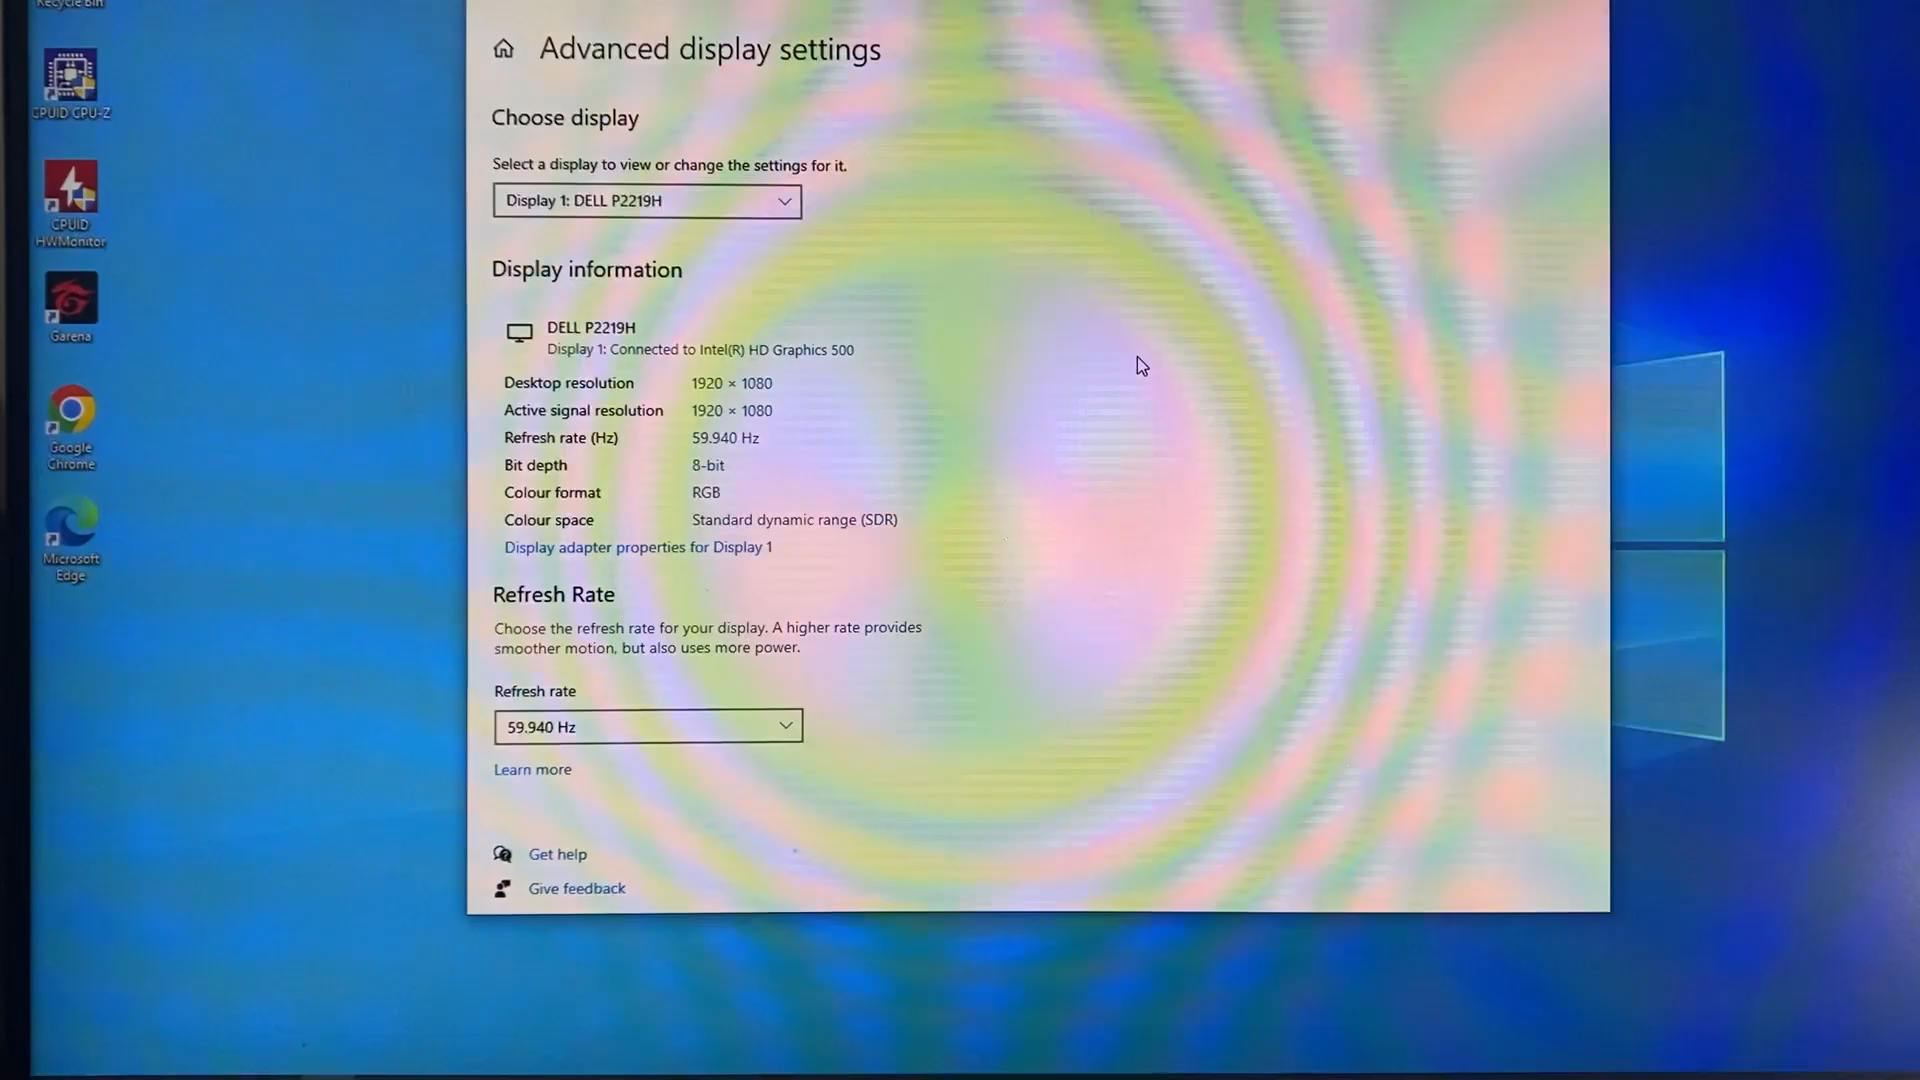 Recycle Bin
CPUID CPU-Z
CPUID
HWMonitor
Garena
Google
Chrome
Microsoft
Edge
Advanced display settings
Choose display
Select a display to view or change the settings for it.
Display 1: DELL P2219H
Display information
DELL P2219H
Display 1: Connected to Intel(R) HD Graphics 500
Desktop resolution 1920 × 1080
Active signal resolution 1920 × 1080
Refresh rate (Hz) 59.940 Hz
Bit depth 8-bit
Colour format RGB
Colour space Standard dynamic range (SDR)
Display adapter properties for Display 1
Refresh Rate
Choose the refresh rate for your display. A higher rate provides
smoother motion, but also uses more power.
Refresh rate
59.940 Hz
Learn more
Get help
Give feedback